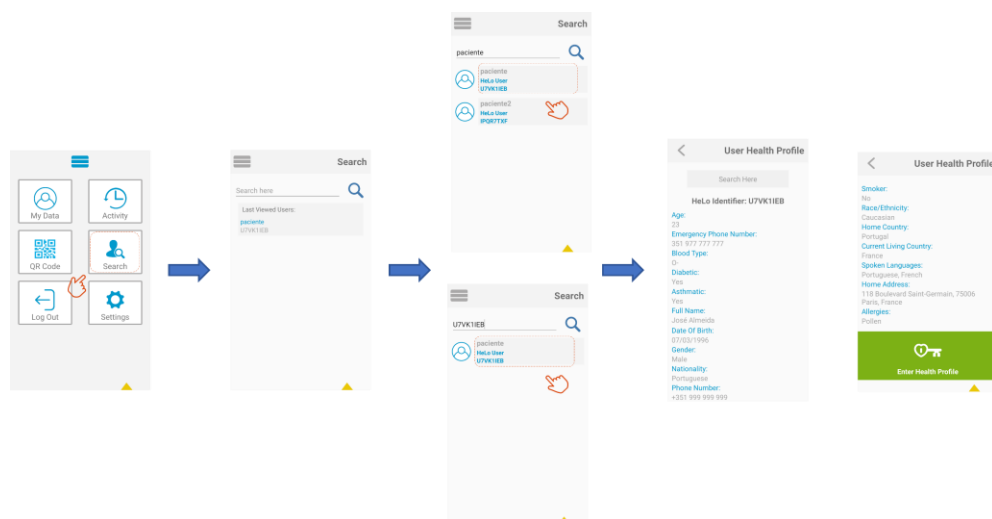 My Data
Activity
QR Code
Search
Log Out
Settings
Search
Search here
Last Viewed Users:
paciente
U7VK1IEB
Search
paciente
paciente
HeLo User
U7VK1IEB
paciente2
HeLo User
IPQR7TXF
Search
U7VK1IEB
paciente
HeLo User
U7VK1IEB
User Health Profile
Search Here
HeLo Identifier: U7VK1IEB
Age:
23
Emergency Phone Number:
351 977 777 777
Blood Type:
O-
Diabetic:
Yes
Asthmatic:
Yes
Full Name:
José Almeida
Date Of Birth:
07/03/1996
Gender:
Male
Nationality:
Portuguese
Phone Number:
+351 999 999 999
User Health Profile
Smoker:
No
Race/Ethnicity:
Caucasian
Home Country:
Portugal
Current Living Country:
France
Spoken Languages:
Portuguese, French
Home Address:
118 Boulevard Saint-Germain, 75006
Paris, France
Allergies:
Pollen
Enter Health Profile